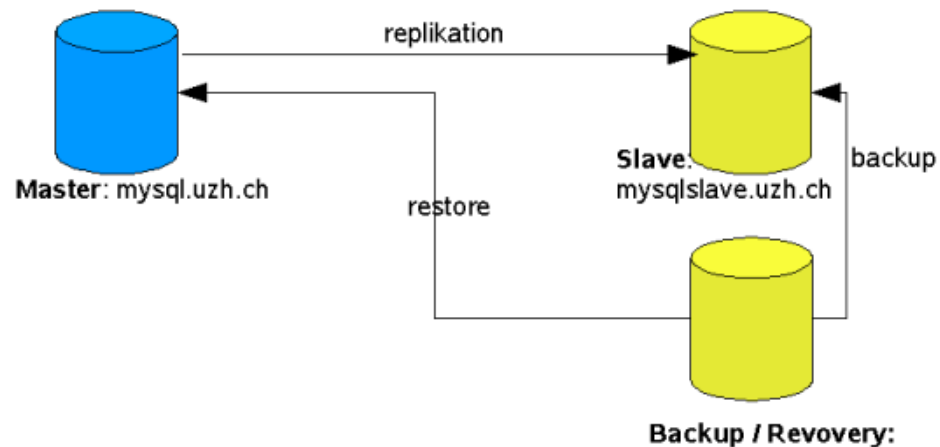 replikation
Master: mysql.uzh.ch
Slave:
mysqlslave.uzh.ch
backup
restore
Backup / Revovery: